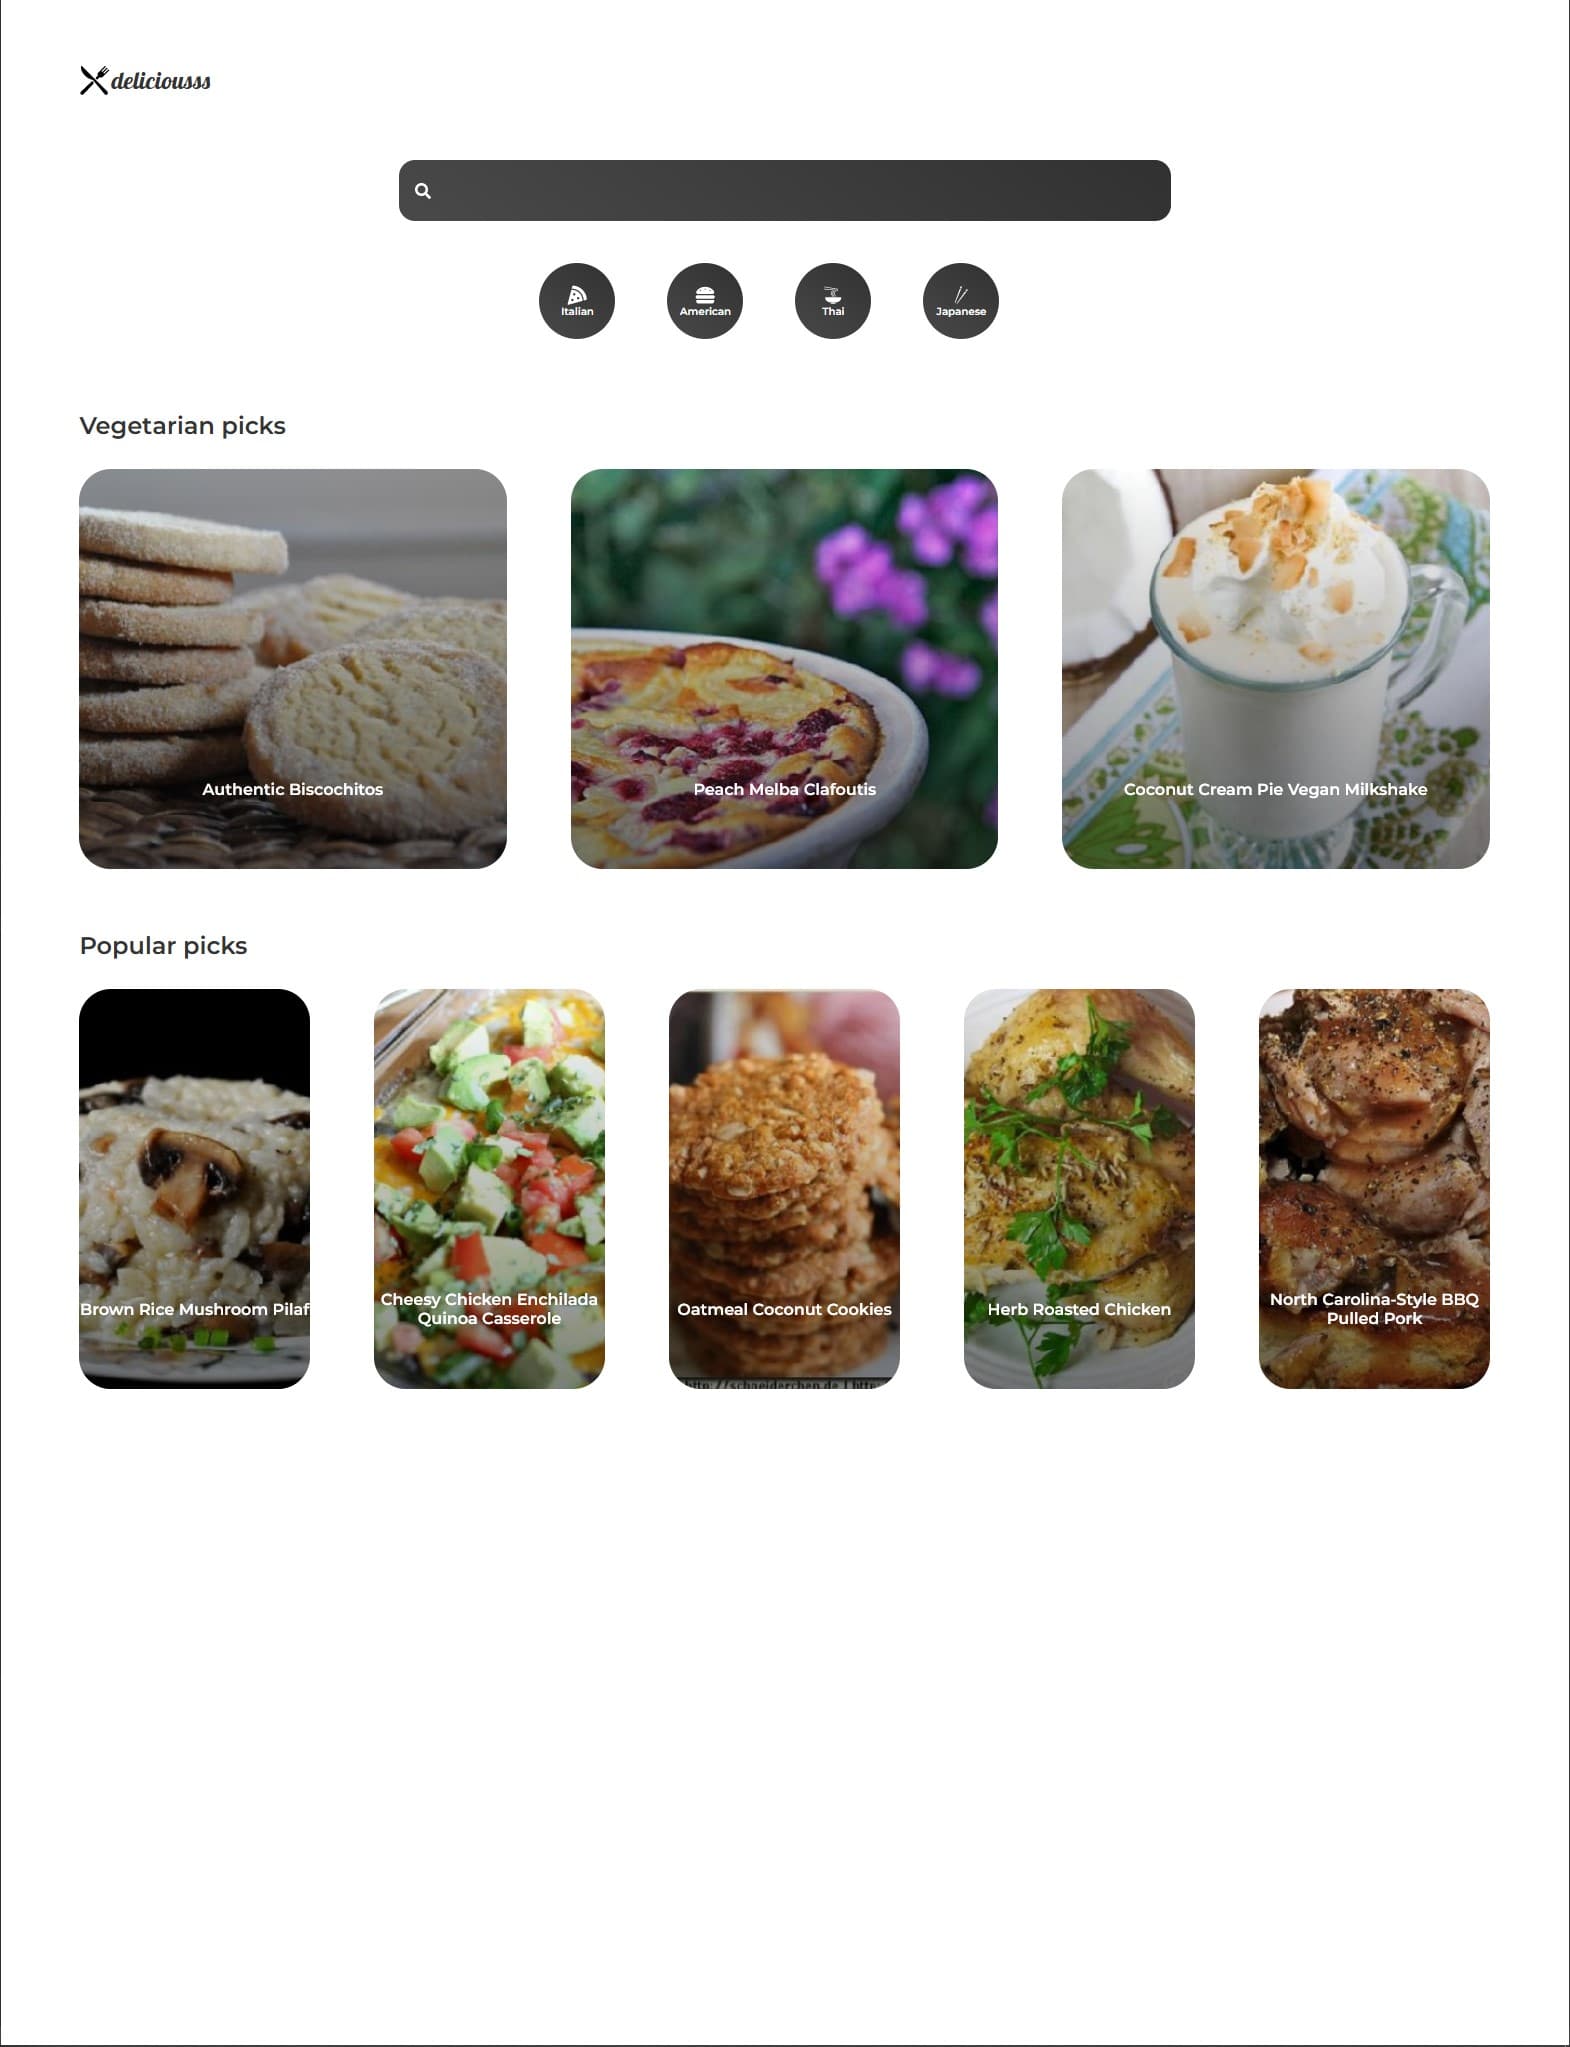 deliciousss
Italian
American
Thai
Japanese
Vegetarian picks
Authentic Biscochitos
Peach Melba Clafoutis
Coconut Cream Pie Vegan Milkshake
Popular picks
Brown Rice Mushroom Pilaf
Cheesy Chicken Enchilada
Quinoa Casserole
Oatmeal Coconut Cookies
Herb Roasted Chicken
North Carolina-Style BBQ
Pulled Pork